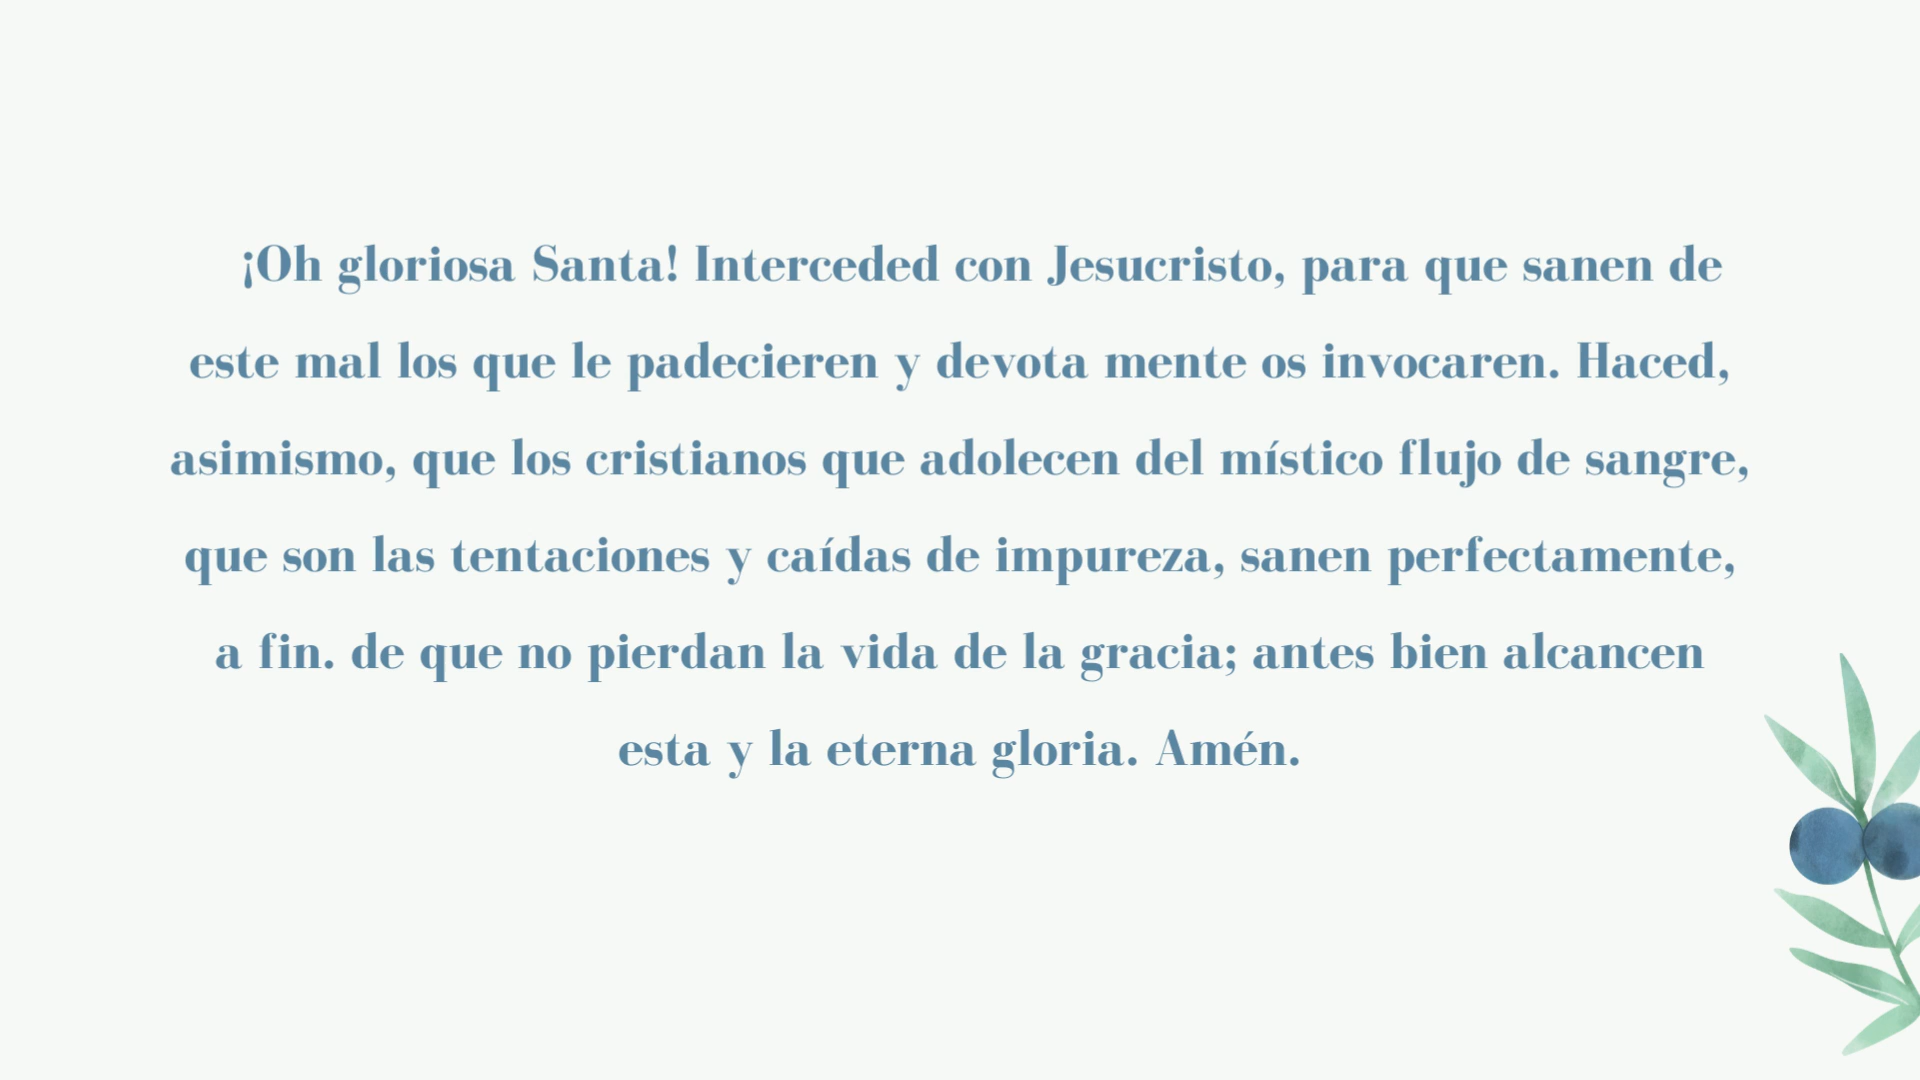 ¡Oh gloriosa Santa! Interceded con Jesucristo, para que sanen de
este mal los que le padecieren y devota mente os invocaren. Haced,
asimismo, que los cristianos que adolecen del místico flujo de sangre,
que son las tentaciones y caídas de impureza, sanen perfectamente,
a fin. de que no pierdan la vida de la gracia; antes bien alcancen
esta y la eterna gloria. Amén.